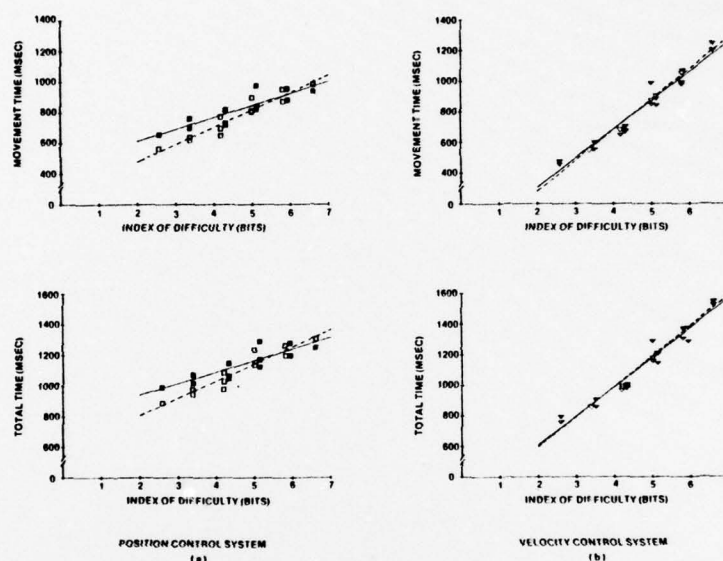 1400 1400
1200 1200
1000 1000
MOVEMENT TIME (MSEC) MOVEMENT TIME (MSEC)
800 800
600 600
400 400
0 0
1 2 3 4 5 6 7 1 2 3 4 5 6
INDEX OF DIFFICULTY (BITS) INDEX OF DIFFICULTY (BITS)
1600 1600
1400 1400
1200 1200
TOTAL TIME (MSEC) TOTAL TIME (MSEC)
1000 1000
800 800
600 600
0 0
1 2 3 4 5 6 7 1 2 3 4 5 6
INDEX OF DIFFICULTY (BITS) INDEX OF DIFFICULTY (BITS)
POSITION CONTROL SYSTEM VELOCITY CONTROL SYSTEM
(a) (b)